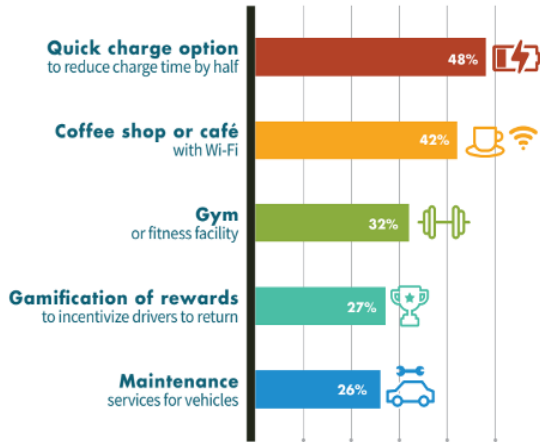 Quick charge option
to reduce charge time by half
48%
Coffee shop or café
with Wi-Fi
42%
Gym
or fitness facility
32%
Gamification of rewards
to incentivize drivers to return
27%
Maintenance
services for vehicles
26%